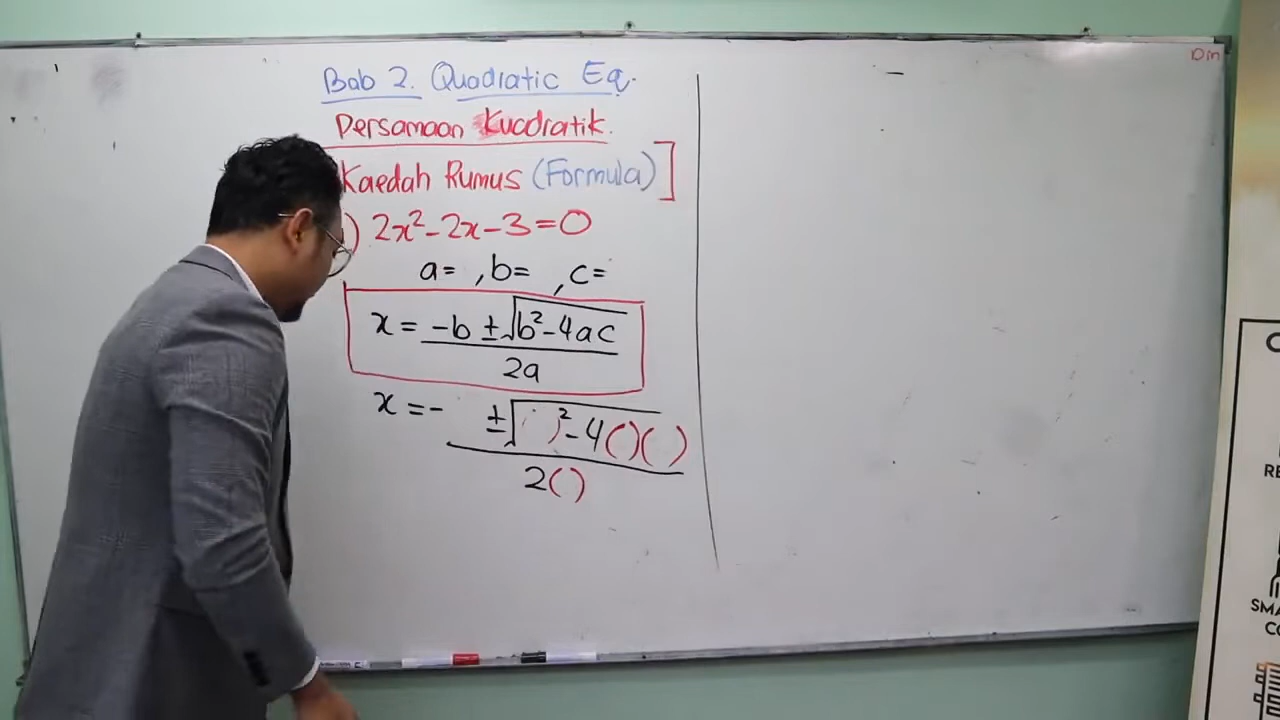 Bab 2. Quadratic Eq.
Persamaan Kuadratik.
Kaedah Rumus (Formula)]
) 2x²-2x-3=0
a= , b= , c=
x = -b ± √b²-4ac / 2a
x = - ± √( )²-4( )( ) / 2( )
Dm